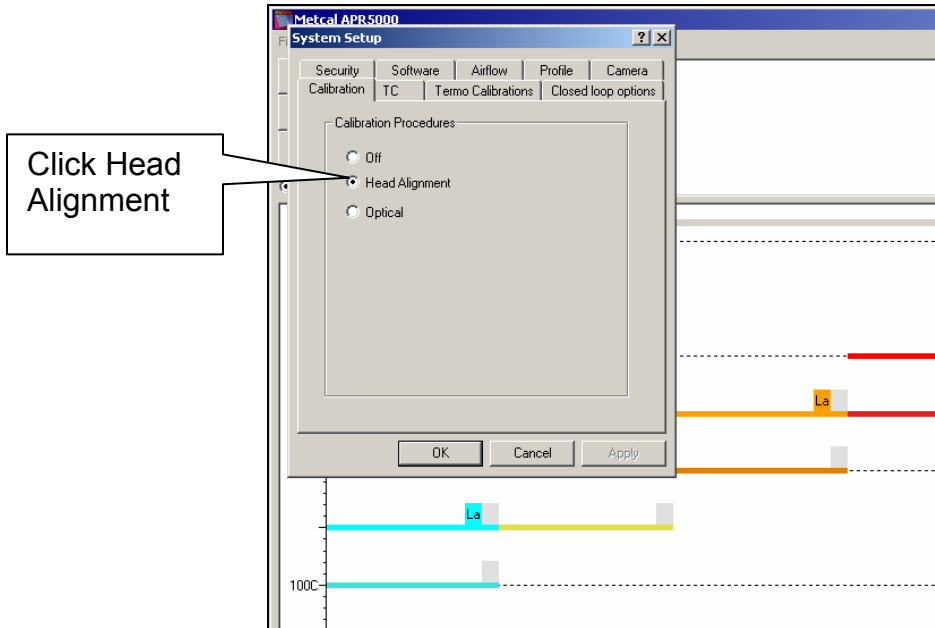 Metcal APR5000
System Setup
Security Software Airflow Profile Camera
Calibration TC Termo Calibrations Closed loop options
Calibration Procedures
Off
Click Head
Alignment
Head Alignment
Optical
La
OK Cancel Apply
La
100C